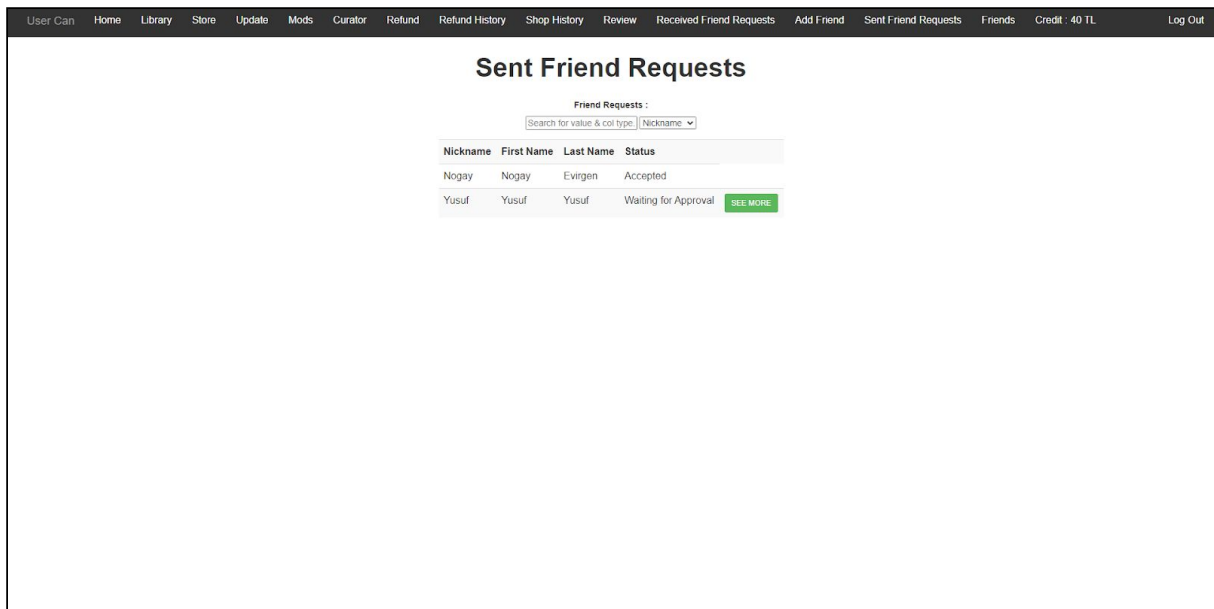 User Can Home Library Store Update Mods Curator Refund Refund History Shop History Review Received Friend Requests Add Friend Sent Friend Requests Friends Credit : 40 TL Log Out
Sent Friend Requests
Friend Requests :
Search for value & col type. Nickname
Nickname First Name Last Name Status
Nogay Nogay Evirgen Accepted
Yusuf Yusuf Yusuf Waiting for Approval SEE MORE